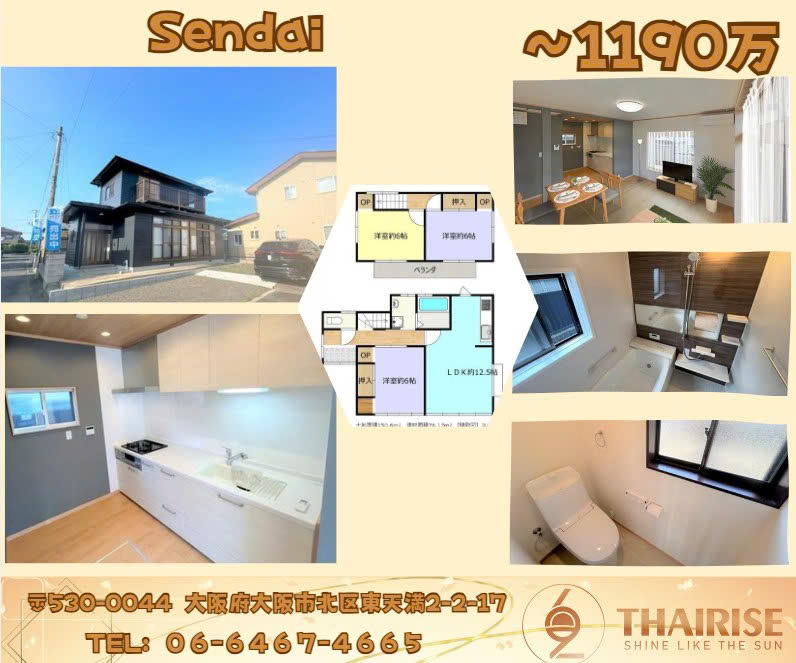 Sendai
~1190万
売出中
OP
押入
OP
洋室約6帖
洋室約6帖
ベランダ
OP
押入
洋室約6帖
LDK約12.5帖
〒530-0044 大阪府大阪市北区東天満2-2-17
TEL: 06-6467-4665
THAIRISE
SHINE LIKE THE SUN